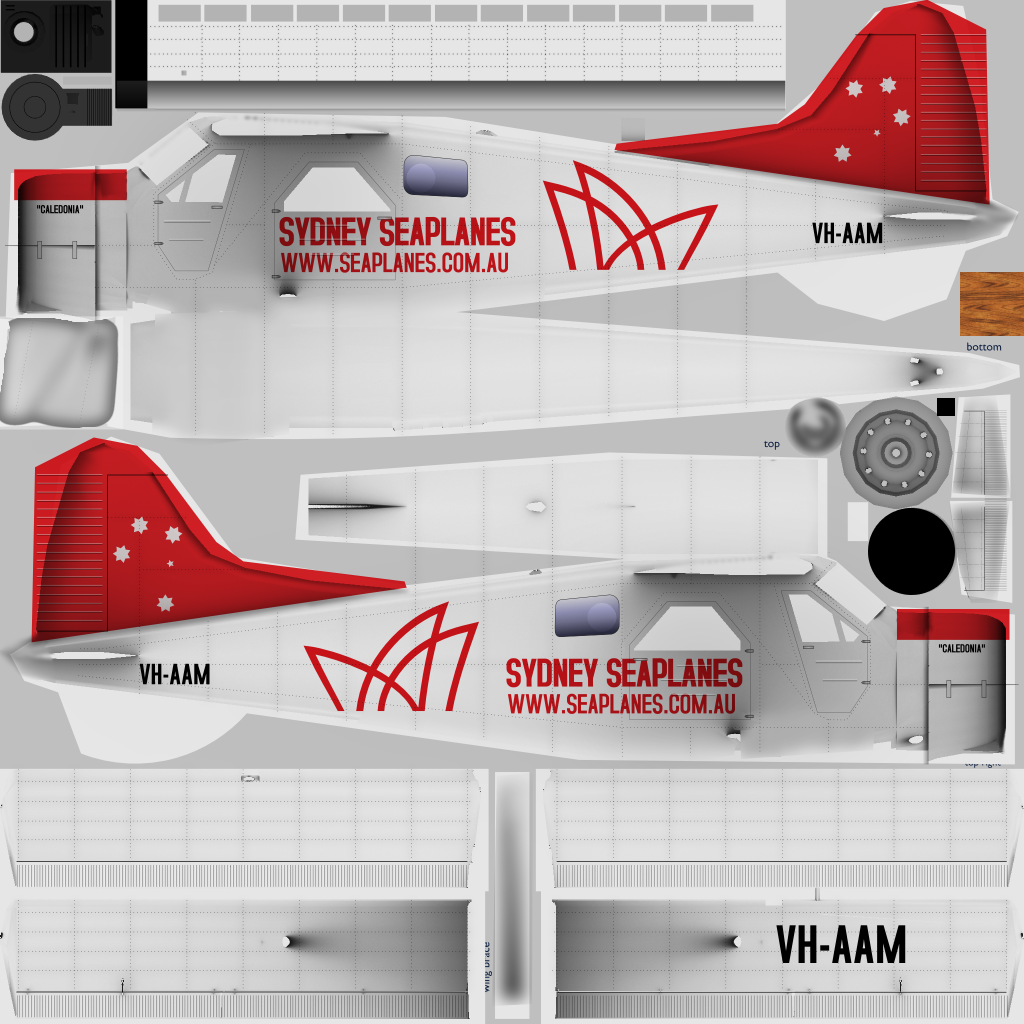 "CALEDONIA"
SYDNEY SEAPLANES
WWW.SEAPLANES.COM.AU
VH-AAM
bottom
top
"CALEDONIA"
SYDNEY SEAPLANES
WWW.SEAPLANES.COM.AU
VH-AAM
top right
wing brace
VH-AAM